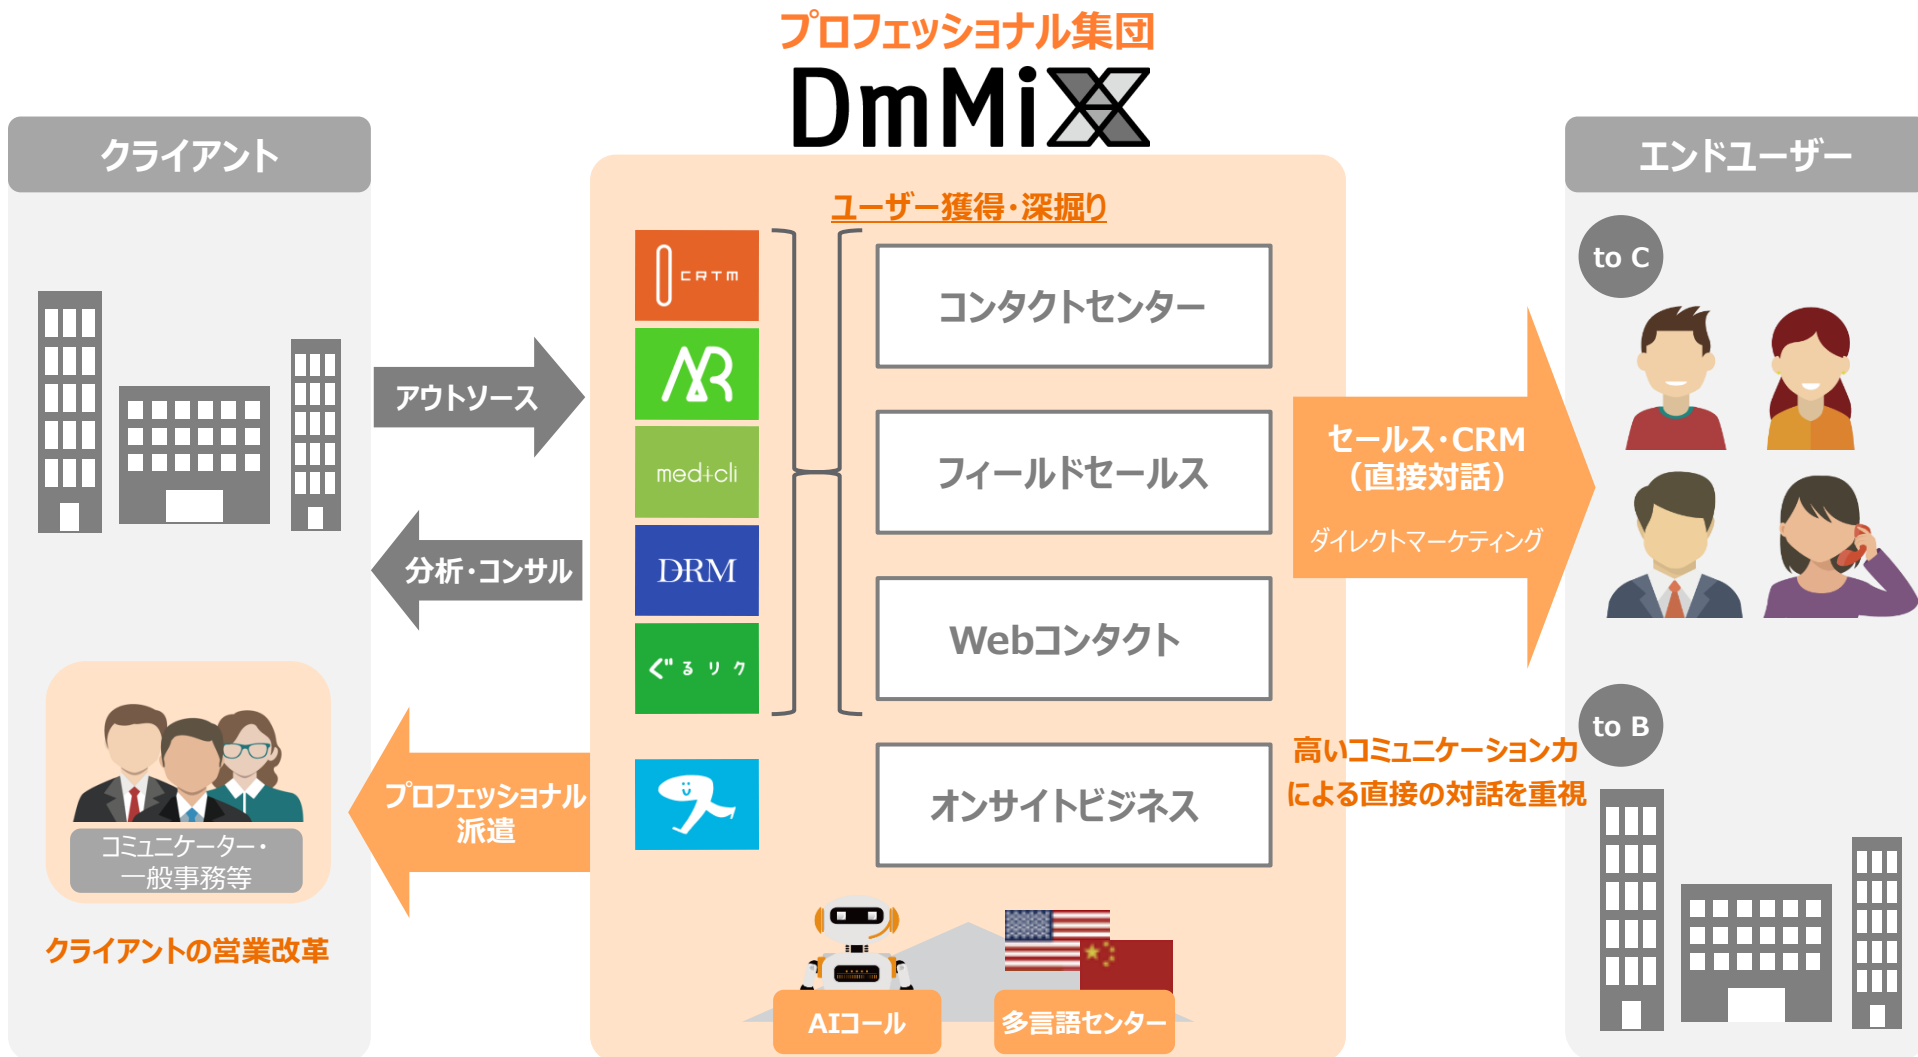 プロフェッショナル集団
DmMiX
クライアント
アウトソース
分析・コンサル
プロフェッショナル
派遣
コミュニケーター・
一般事務等
クライアントの営業改革
ユーザー獲得・深掘り
CRTM
AR
medicli
DRM
ぐるリク
コンタクトセンター
フィールドセールス
Webコンタクト
オンサイトビジネス
AIコール
多言語センター
セールス・CRM
（直接対話）
ダイレクトマーケティング
高いコミュニケーション力
による直接の対話を重視
エンドユーザー
to C
to B